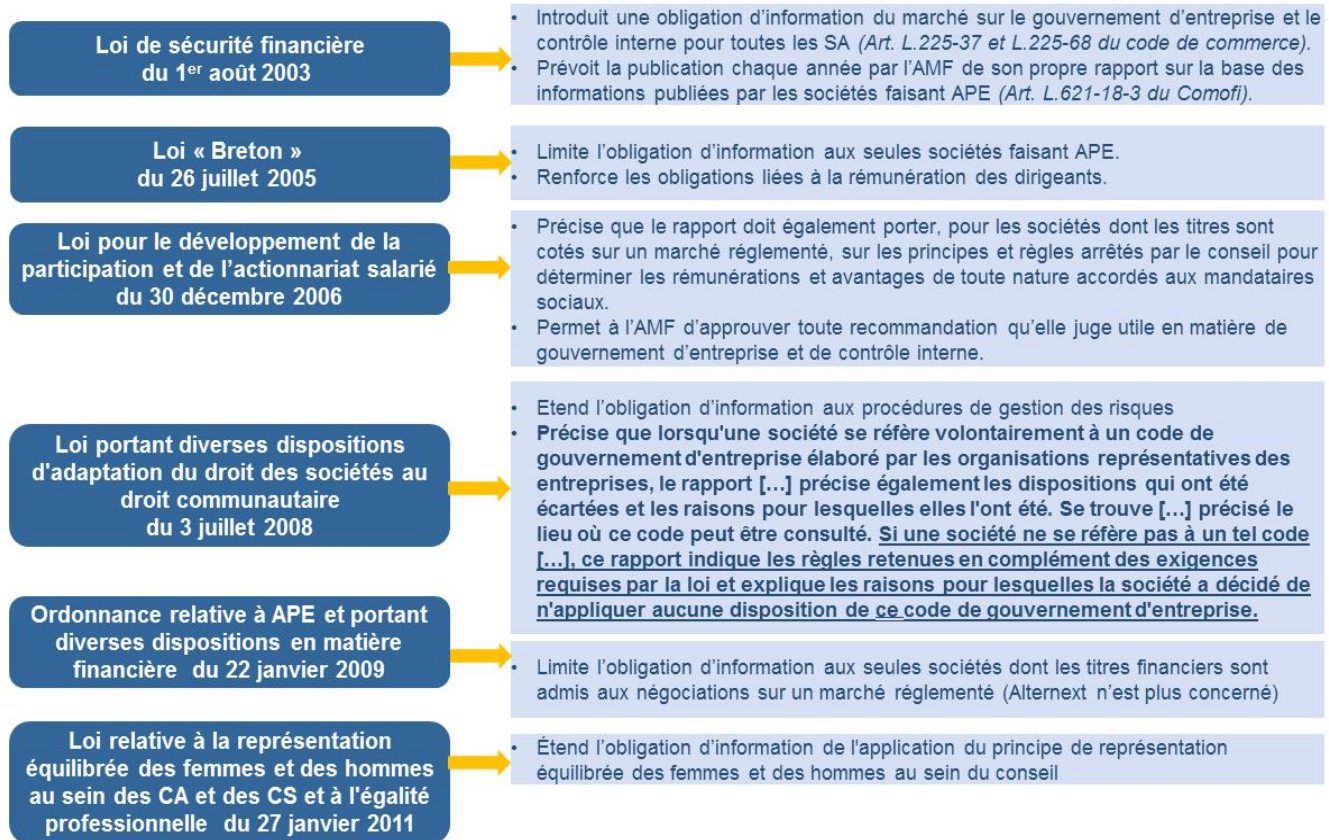 Loi de sécurité financière
du 1er août 2003
• Introduit une obligation d'information du marché sur le gouvernement d'entreprise et le
contrôle interne pour toutes les SA (Art. L.225-37 et L.225-68 du code de commerce).
• Prévoit la publication chaque année par l'AMF de son propre rapport sur la base des
informations publiées par les sociétés faisant APE (Art. L.621-18-3 du Comofi).
Loi « Breton »
du 26 juillet 2005
• Limite l'obligation d'information aux seules sociétés faisant APE.
• Renforce les obligations liées à la rémunération des dirigeants.
Loi pour le développement de la
participation et de l'actionnariat salarié
du 30 décembre 2006
• Précise que le rapport doit également porter, pour les sociétés dont les titres sont
cotés sur un marché réglementé, sur les principes et règles arrêtés par le conseil pour
déterminer les rémunérations et avantages de toute nature accordés aux mandataires
sociaux.
• Permet à l'AMF d'approuver toute recommandation qu'elle juge utile en matière de
gouvernement d'entreprise et de contrôle interne.
Loi portant diverses dispositions
d'adaptation du droit des sociétés au
droit communautaire
du 3 juillet 2008
• Etend l'obligation d'information aux procédures de gestion des risques
• Précise que lorsqu'une société se réfère volontairement à un code de
gouvernement d'entreprise élaboré par les organisations représentatives des
entreprises, le rapport […] précise également les dispositions qui ont été
écartées et les raisons pour lesquelles elles l'ont été. Se trouve […] précisé le
lieu où ce code peut être consulté. Si une société ne se réfère pas à un tel code
[…], ce rapport indique les règles retenues en complément des exigences
requises par la loi et explique les raisons pour lesquelles la société a décidé de
n'appliquer aucune disposition de ce code de gouvernement d'entreprise.
Ordonnance relative à APE et portant
diverses dispositions en matière
financière du 22 janvier 2009
• Limite l'obligation d'information aux seules sociétés dont les titres financiers sont
admis aux négociations sur un marché réglementé (Alternext n'est plus concerné)
Loi relative à la représentation
équilibrée des femmes et des hommes
au sein des CA et des CS et à l'égalité
professionnelle du 27 janvier 2011
• Étend l'obligation d'information de l'application du principe de représentation
équilibrée des femmes et des hommes au sein du conseil